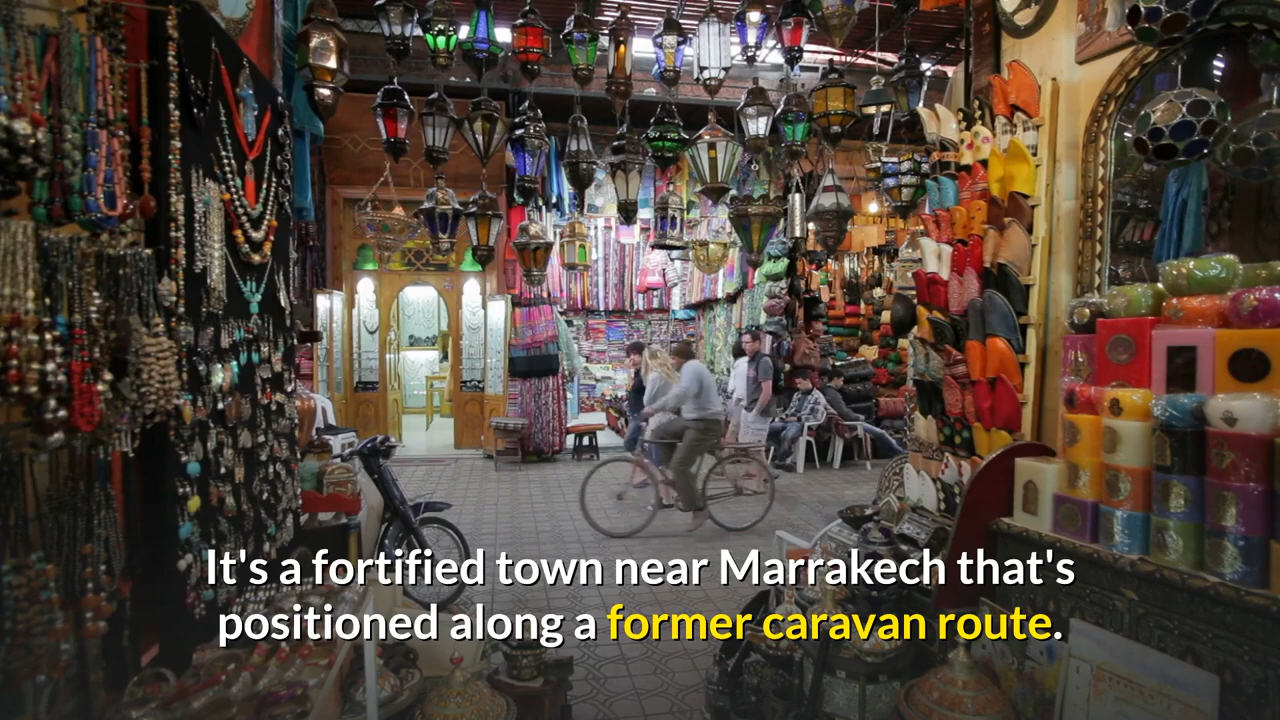 It's a fortified town near Marrakech that's
positioned along a former caravan route.